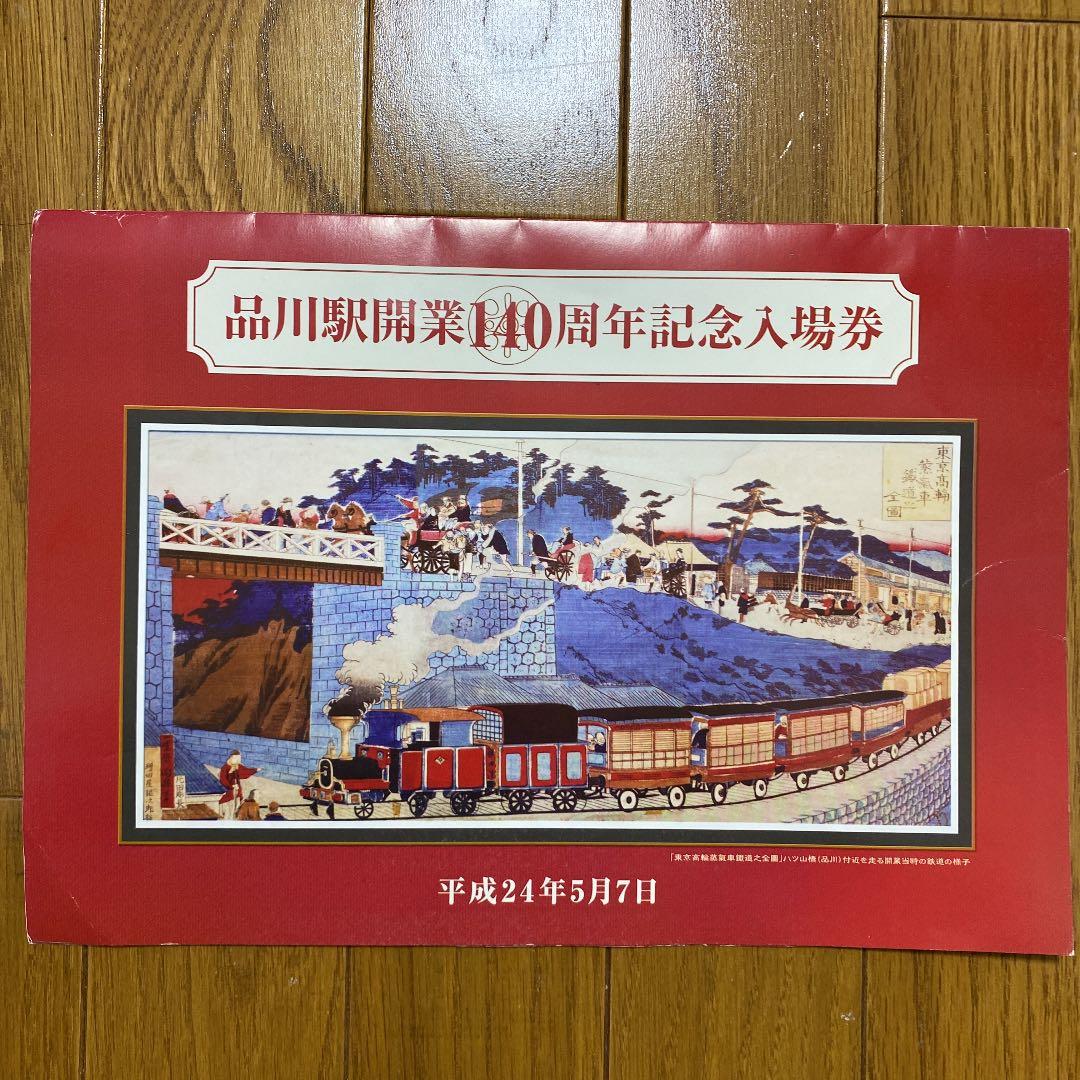 品川駅開業140周年記念入場券
東京高輪
蒸氣車
鐵道之
全圖
「東京高輪蒸氣車鐵道之全圖」八ツ山橋(品川)付近を走る開業当時の鉄道の様子
平成24年5月7日